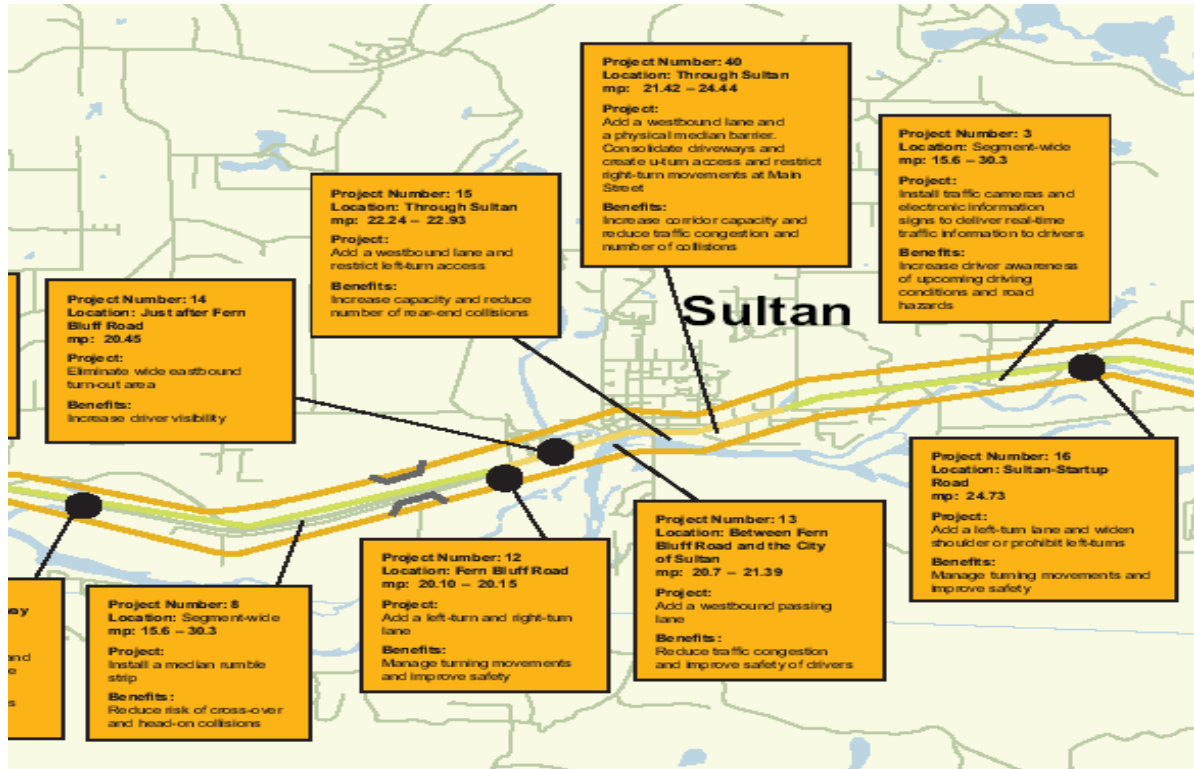 Project Number: 40
Location: Through Sultan
mp: 21.42 – 24.44
Project:
Add a westbound lane and
a physical median barrier.
Consolidate driveways and
create u-turn access and restrict
right-turn movements at Main
Street
Benefits:
Increase corridor capacity and
reduce traffic congestion and
number of collisions
Project Number: 3
Location: Segment-wide
mp: 15.6 – 30.3
Project:
Install traffic cameras and
electronic information
signs to deliver real-time
traffic information to drivers
Benefits:
Increase driver awareness
of upcoming driving
conditions and road
hazards
Project Number: 15
Location: Through Sultan
mp: 22.24 – 22.93
Project:
Add a westbound lane and
restrict left-turn access
Benefits:
Increase capacity and reduce
number of rear-end collisions
Project Number: 14
Location: Just after Fern
Bluff Road
mp: 20.45
Project:
Eliminate wide eastbound
turn-out area
Benefits:
Increase driver visibility
Sultan
Project Number: 16
Location: Sultan-Startup
Road
mp: 24.73
Project:
Add a left-turn lane and widen
shoulder or prohibit left-turns
Benefits:
Manage turning movements and
improve safety
Project Number: 13
Location: Between Fern
Bluff Road and the City
of Sultan
mp: 20.7 – 21.39
Project:
Add a westbound passing
lane
Benefits:
Reduce traffic congestion
and improve safety of drivers
Project Number: 12
Location: Fern Bluff Road
mp: 20.10 – 20.15
Project:
Add a left-turn and right-turn
lane
Benefits:
Manage turning movements
and improve safety
Project Number: 8
Location: Segment-wide
mp: 15.6 – 30.3
Project:
Install a median rumble
strip
Benefits:
Reduce risk of cross-over
and head-on collisions